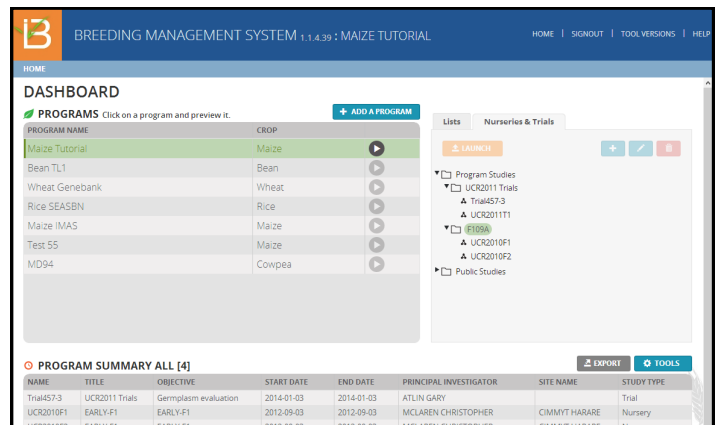 iB BREEDING MANAGEMENT SYSTEM 1.1.4.39 : MAIZE TUTORIAL HOME | SIGNOUT | TOOL VERSIONS | HELP
HOME
DASHBOARD
PROGRAMS Click on a program and preview it. + ADD A PROGRAM
PROGRAM NAME CROP
Maize Tutorial Maize
Bean TL1 Bean
Wheat Genebank Wheat
Rice SEASBN Rice
Maize IMAS Maize
Test 55 Maize
MD94 Cowpea
Lists Nurseries & Trials
LAUNCH
Program Studies
UCR2011 Trials
Trial457-3
UCR2011T1
F109A
UCR2010F1
UCR2010F2
Public Studies
PROGRAM SUMMARY ALL [4] EXPORT TOOLS
NAME TITLE OBJECTIVE START DATE END DATE PRINCIPAL INVESTIGATOR SITE NAME STUDY TYPE
Trial457-3 UCR2011 Trials Germplasm evaluation 2014-01-03 2014-01-03 ATLIN GARY Trial
UCR2010F1 EARLY-F1 EARLY-F1 2012-09-03 2012-09-03 MCLAREN CHRISTOPHER CIMMYT HARARE Nursery